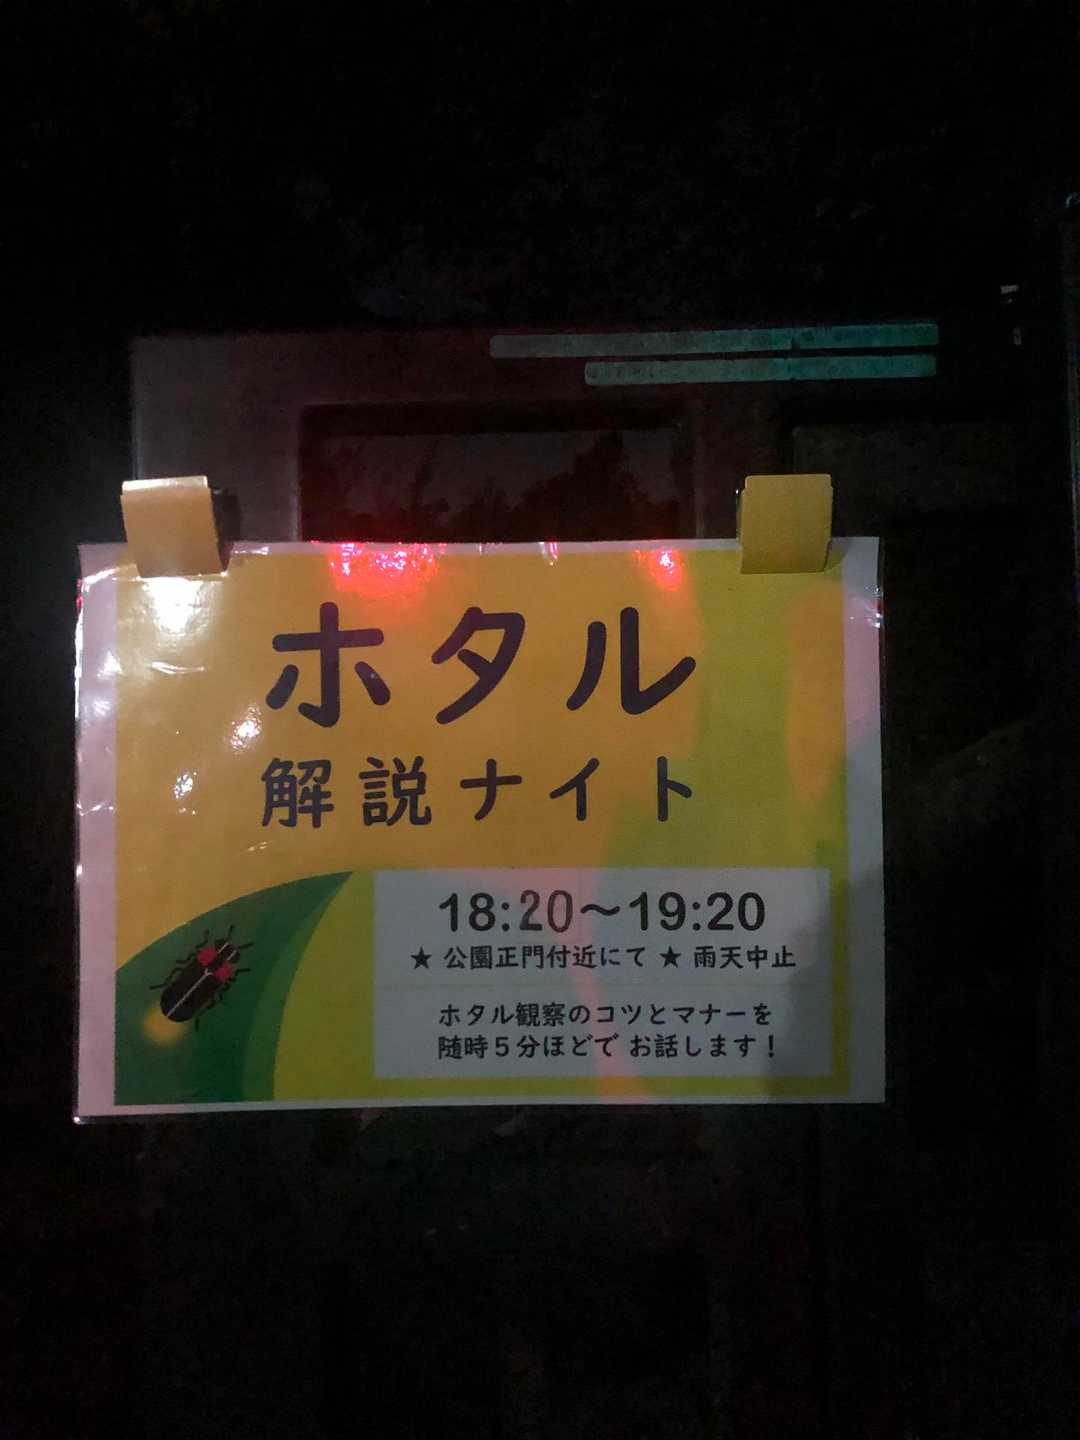 ホタル
解説ナイト
18:20～19:20
★ 公園正門付近にて ★ 雨天中止
ホタル観察のコツとマナーを
随時5分ほどで お話します！